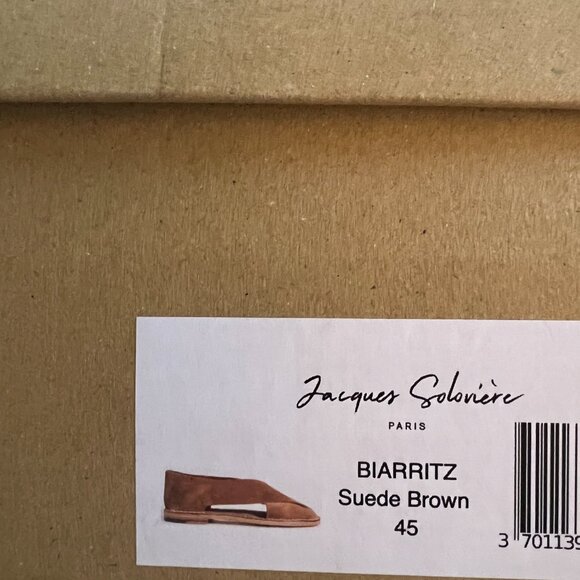 Jacques Solovière
PARIS
BIARRITZ
Suede Brown
45
3 701139